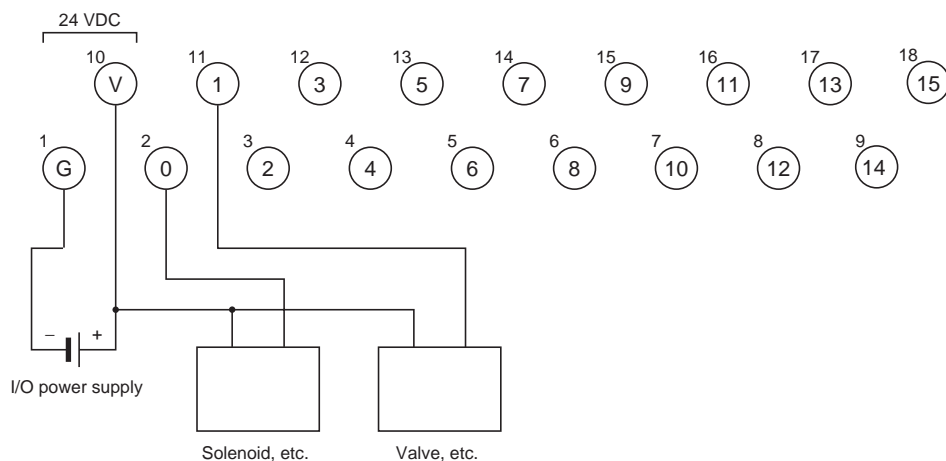 24 VDC
10 11 12 13 14 15 16 17 18
V 1 3 5 7 9 11 13 15
1 2 3 4 5 6 7 8 9
G 0 2 4 6 8 10 12 14
− +
I/O power supply
Solenoid, etc. Valve, etc.